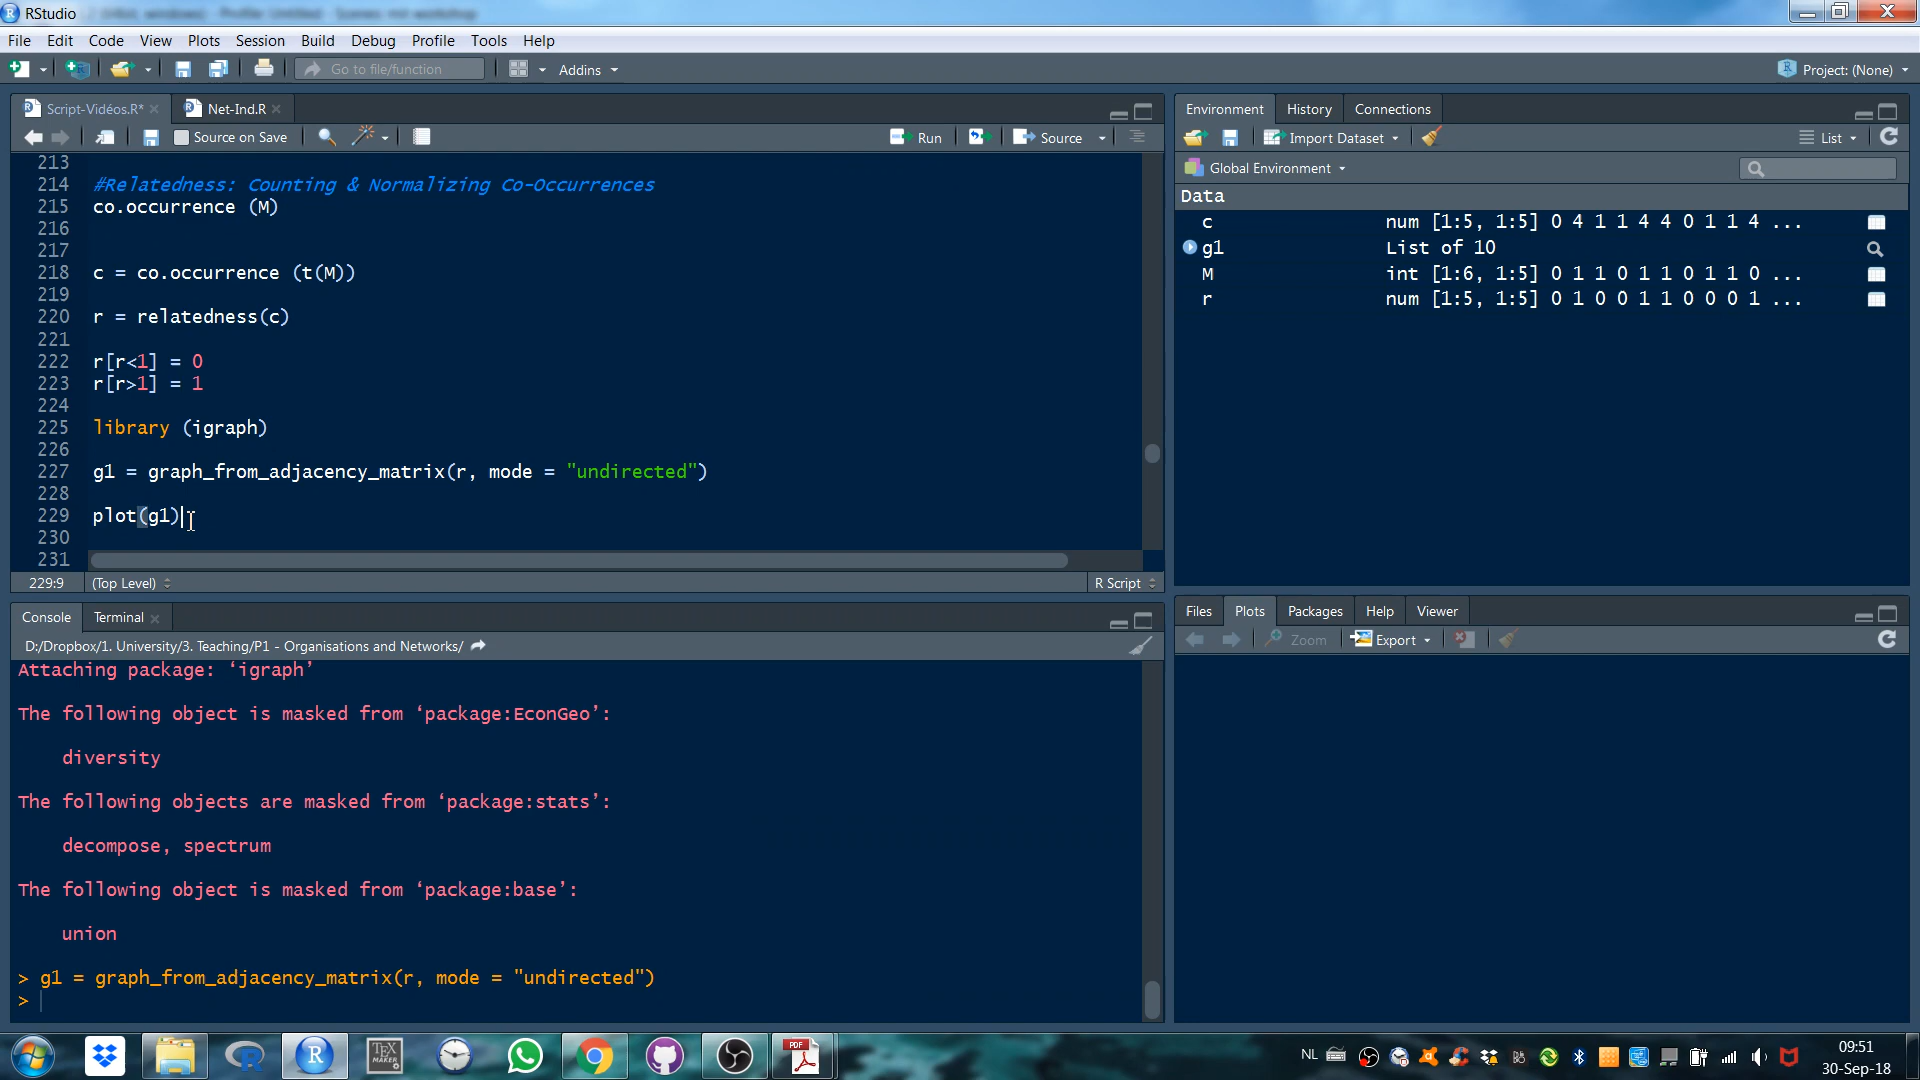 RStudio
File Edit Code View Plots Session Build Debug Profile Tools Help
Go to file/function Addins Project: (None)
Script-Vidéos.R* Net-Ind.R
Source on Save Run Source
213
214 #Relatedness: Counting & Normalizing Co-Occurrences
215 co.occurrence (M)
216
217
218 c = co.occurrence (t(M))
219
220 r = relatedness(c)
221
222 r[r<1] = 0
223 r[r>1] = 1
224
225 library (igraph)
226
227 g1 = graph_from_adjacency_matrix(r, mode = "undirected")
228
229 plot(g1)
230
231
229:9 (Top Level) R Script
Console Terminal
D:/Dropbox/1. University/3. Teaching/P1 - Organisations and Networks/
Attaching package: ‘igraph’
The following object is masked from ‘package:EconGeo’:
diversity
The following objects are masked from ‘package:stats’:
decompose, spectrum
The following object is masked from ‘package:base’:
union
> g1 = graph_from_adjacency_matrix(r, mode = "undirected")
>
Environment History Connections
Import Dataset List
Global Environment
Data
c num [1:5, 1:5] 0 4 1 1 4 4 0 1 1 4 ...
g1 List of 10
M int [1:6, 1:5] 0 1 1 0 1 1 0 1 1 0 ...
r num [1:5, 1:5] 0 1 0 0 1 1 0 0 0 1 ...
Files Plots Packages Help Viewer
Zoom Export
TEX MAKER
PDF
NL
09:51
30-Sep-18